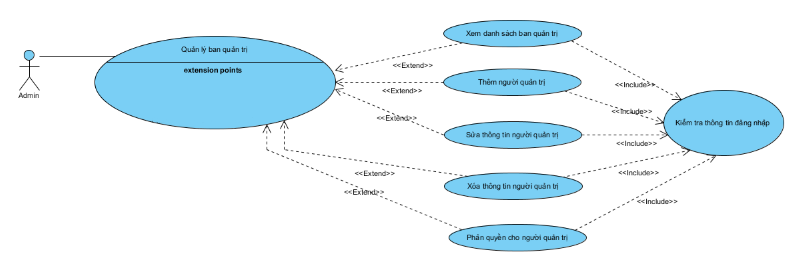 Xem danh sách ban quản trị
Quản lý ban quản trị
<<Extend>>
extension points
Thêm người quản trị
<<Include>>
Admin
<<Extend>>
<<Include>>
<<Extend>>
Kiểm tra thông tin đăng nhập
Sửa thông tin người quản trị
<<Include>>
<<Extend>>
<<Include>>
Xóa thông tin người quản trị
<<Extend>>
<<Include>>
Phân quyền cho người quản trị